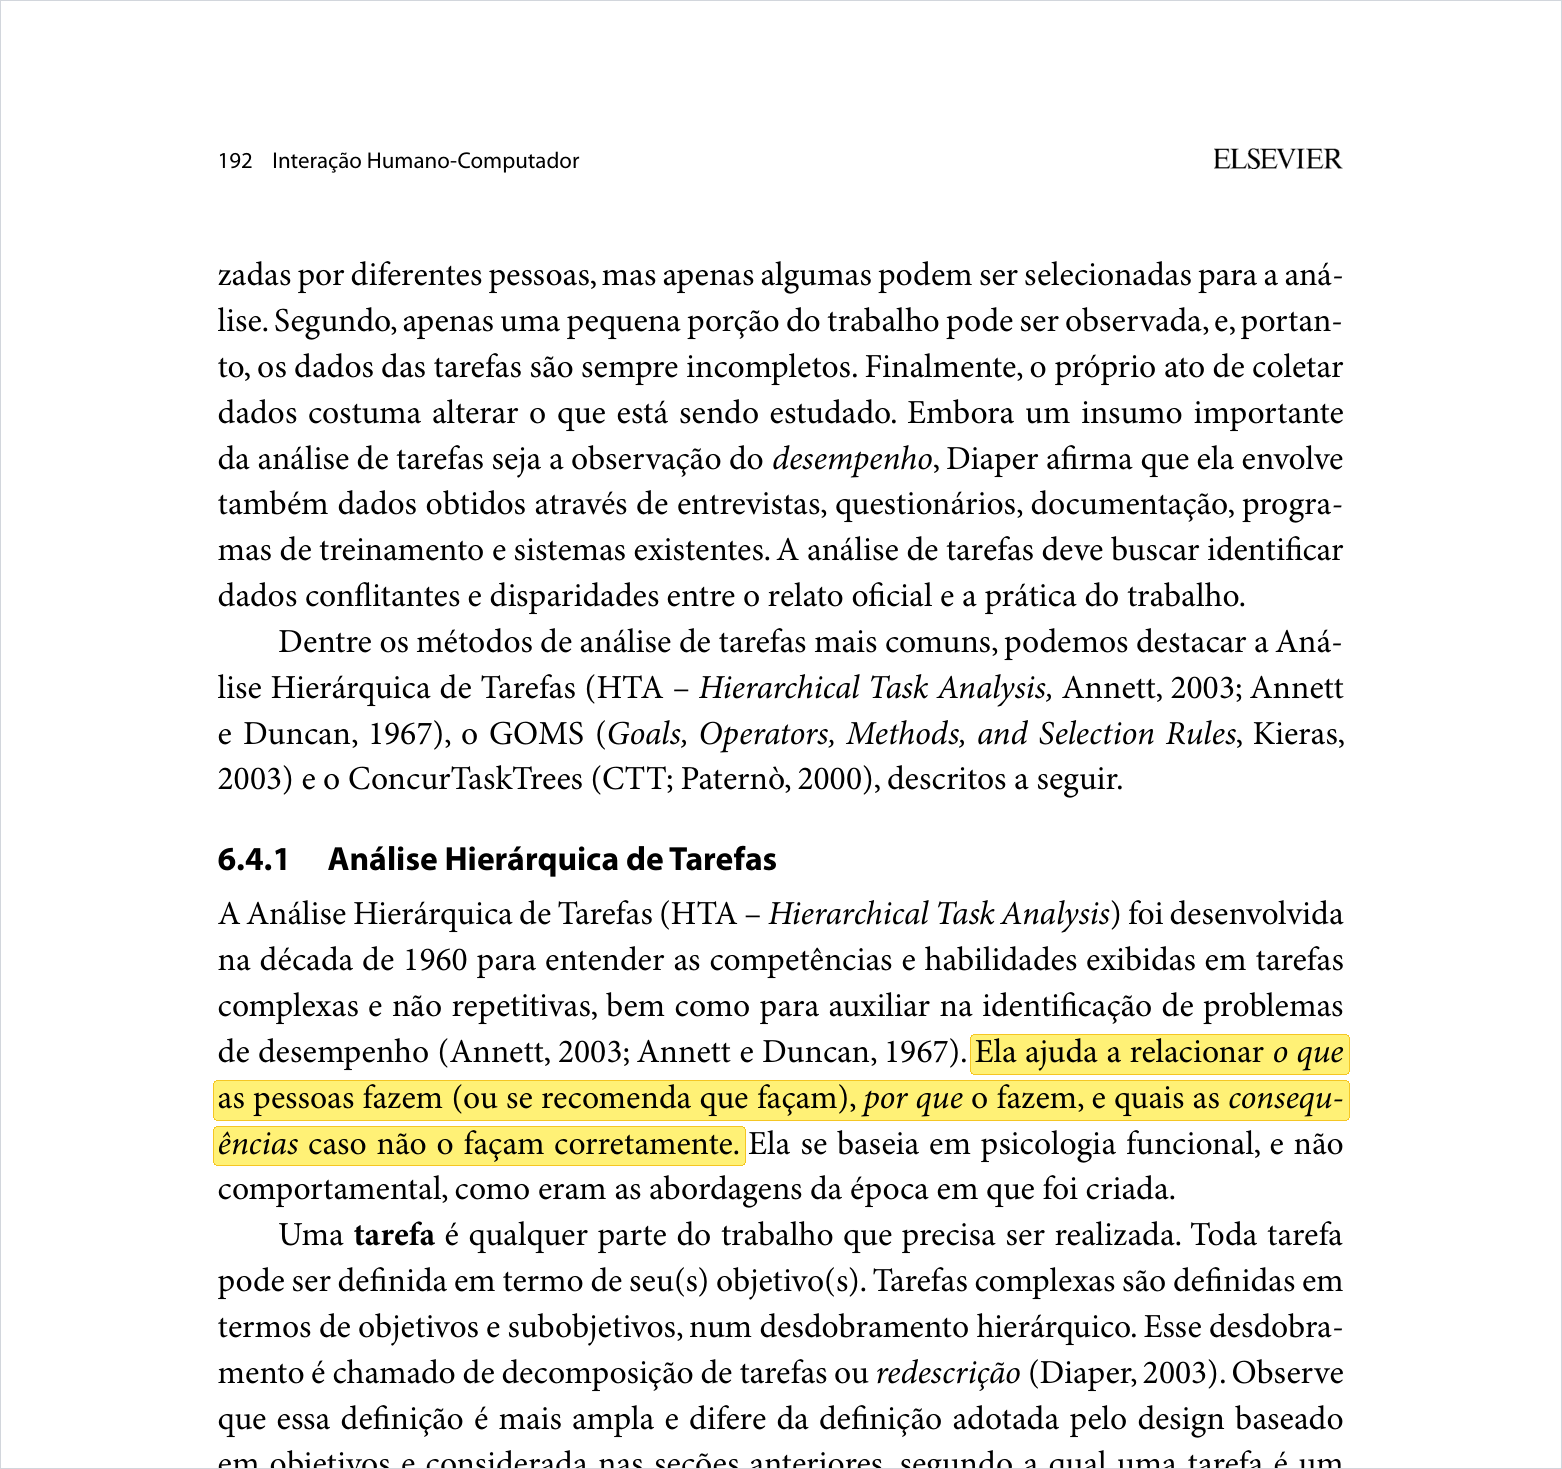 192 Interação Humano-Computador
ELSEVIER
zadas por diferentes pessoas, mas apenas algumas podem ser selecionadas para a aná-
lise. Segundo, apenas uma pequena porção do trabalho pode ser observada, e, portan-
to, os dados das tarefas são sempre incompletos. Finalmente, o próprio ato de coletar
dados costuma alterar o que está sendo estudado. Embora um insumo importante
da análise de tarefas seja a observação do desempenho, Diaper afirma que ela envolve
também dados obtidos através de entrevistas, questionários, documentação, progra-
mas de treinamento e sistemas existentes. A análise de tarefas deve buscar identificar
dados conflitantes e disparidades entre o relato oficial e a prática do trabalho.
Dentre os métodos de análise de tarefas mais comuns, podemos destacar a Aná-
lise Hierárquica de Tarefas (HTA – Hierarchical Task Analysis, Annett, 2003; Annett
e Duncan, 1967), o GOMS (Goals, Operators, Methods, and Selection Rules, Kieras,
2003) e o ConcurTaskTrees (CTT; Paternò, 2000), descritos a seguir.
6.4.1 Análise Hierárquica de Tarefas
A Análise Hierárquica de Tarefas (HTA – Hierarchical Task Analysis) foi desenvolvida
na década de 1960 para entender as competências e habilidades exibidas em tarefas
complexas e não repetitivas, bem como para auxiliar na identificação de problemas
de desempenho (Annett, 2003; Annett e Duncan, 1967). Ela ajuda a relacionar o que
as pessoas fazem (ou se recomenda que façam), por que o fazem, e quais as consequ-
ências caso não o façam corretamente. Ela se baseia em psicologia funcional, e não
comportamental, como eram as abordagens da época em que foi criada.
Uma tarefa é qualquer parte do trabalho que precisa ser realizada. Toda tarefa
pode ser definida em termo de seu(s) objetivo(s). Tarefas complexas são definidas em
termos de objetivos e subobjetivos, num desdobramento hierárquico. Esse desdobra-
mento é chamado de decomposição de tarefas ou redescrição (Diaper, 2003). Observe
que essa definição é mais ampla e difere da definição adotada pelo design baseado
em objetivos e considerada nas seções anteriores, segundo a qual uma tarefa é um